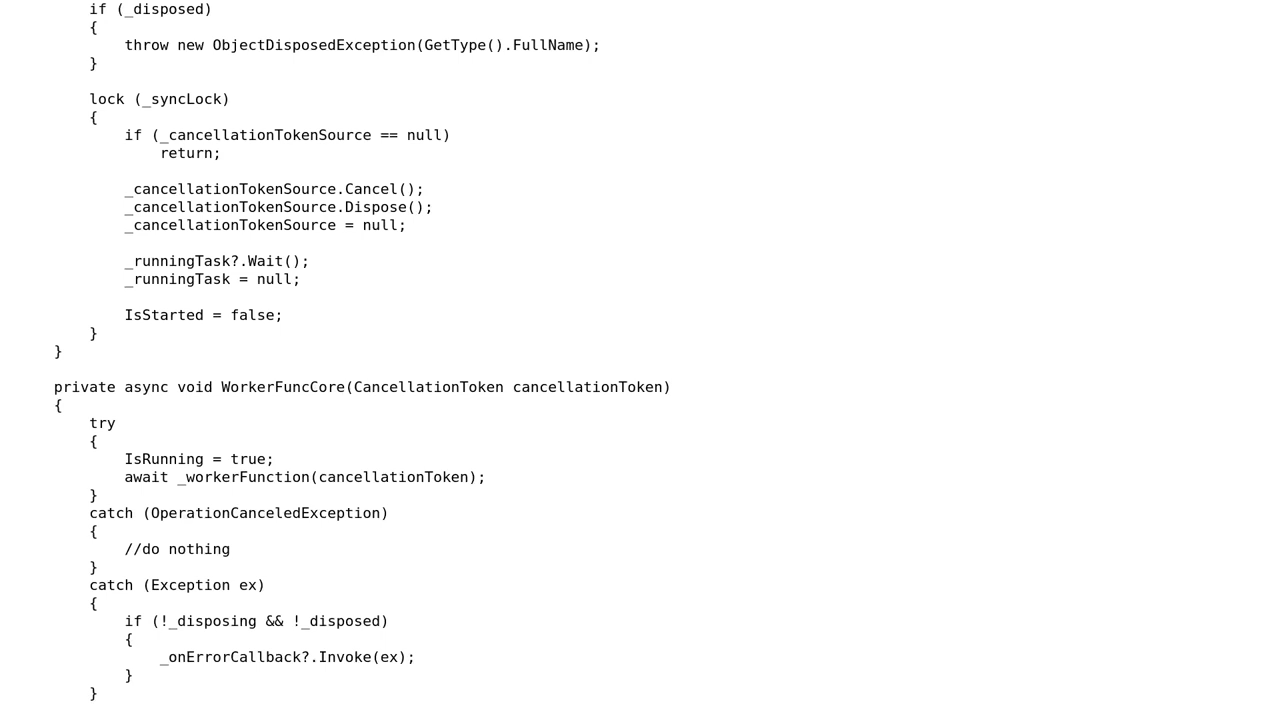 if (_disposed)
{
throw new ObjectDisposedException(GetType().FullName);
}
lock (_syncLock)
{
if (_cancellationTokenSource == null)
return;
_cancellationTokenSource.Cancel();
_cancellationTokenSource.Dispose();
_cancellationTokenSource = null;
_runningTask?.Wait();
_runningTask = null;
IsStarted = false;
}
}
private async void WorkerFuncCore(CancellationToken cancellationToken)
{
try
{
IsRunning = true;
await _workerFunction(cancellationToken);
}
catch (OperationCanceledException)
{
//do nothing
}
catch (Exception ex)
{
if (!_disposing && !_disposed)
{
_onErrorCallback?.Invoke(ex);
}
}